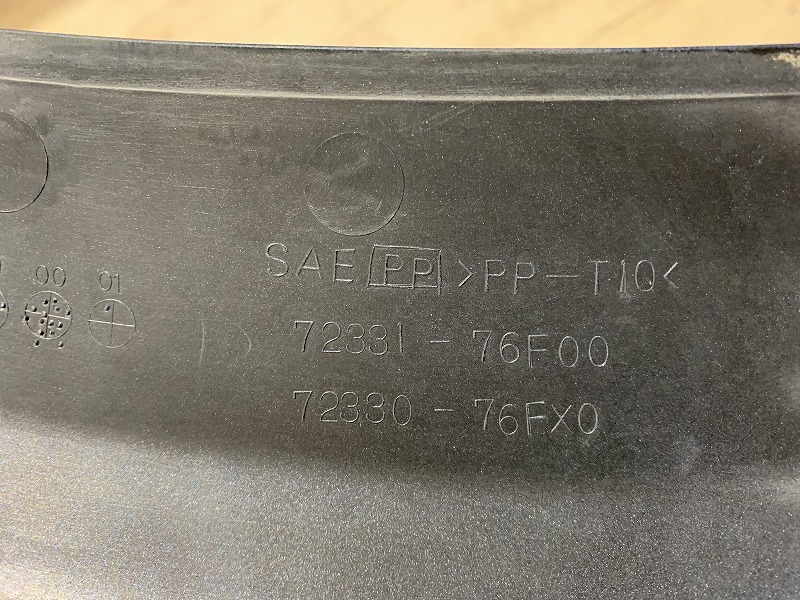 SAE PP >PP-T10<
00 01
72331-76F00
72330-76FX0